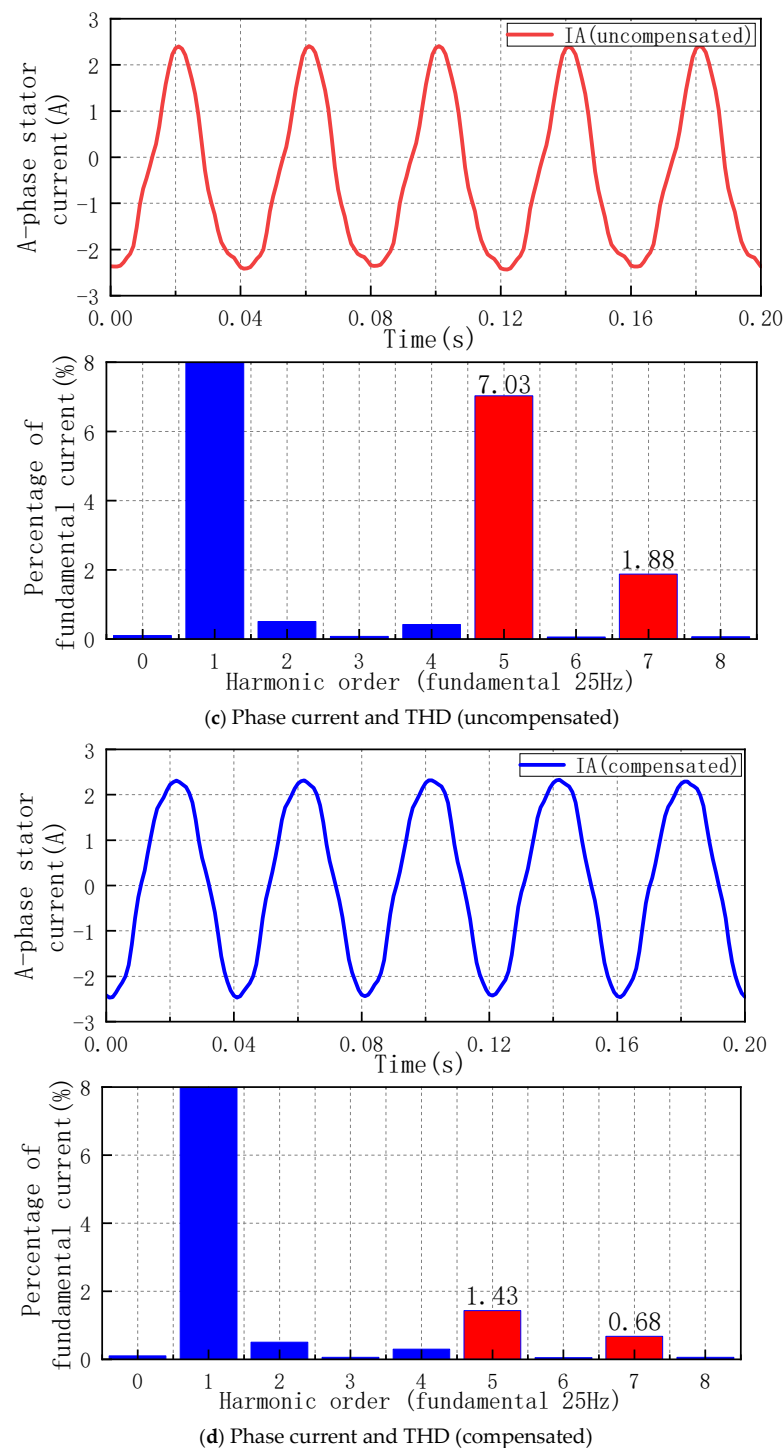 IA(uncompensated)
A-phase stator
current(A)
3
2
1
0
-1
-2
-3
0.00 0.04 0.08 0.12 0.16 0.20
Time(s)
Percentage of
fundamental current(%)
8
6
4
2
0
7.03
1.88
0 1 2 3 4 5 6 7 8
Harmonic order (fundamental 25Hz)
(c) Phase current and THD (uncompensated)
IA(compensated)
A-phase stator
current(A)
3
2
1
0
-1
-2
-3
0.00 0.04 0.08 0.12 0.16 0.20
Time(s)
Percentage of
fundamental current(%)
8
6
4
2
0
1.43
0.68
0 1 2 3 4 5 6 7 8
Harmonic order (fundamental 25Hz)
(d) Phase current and THD (compensated)